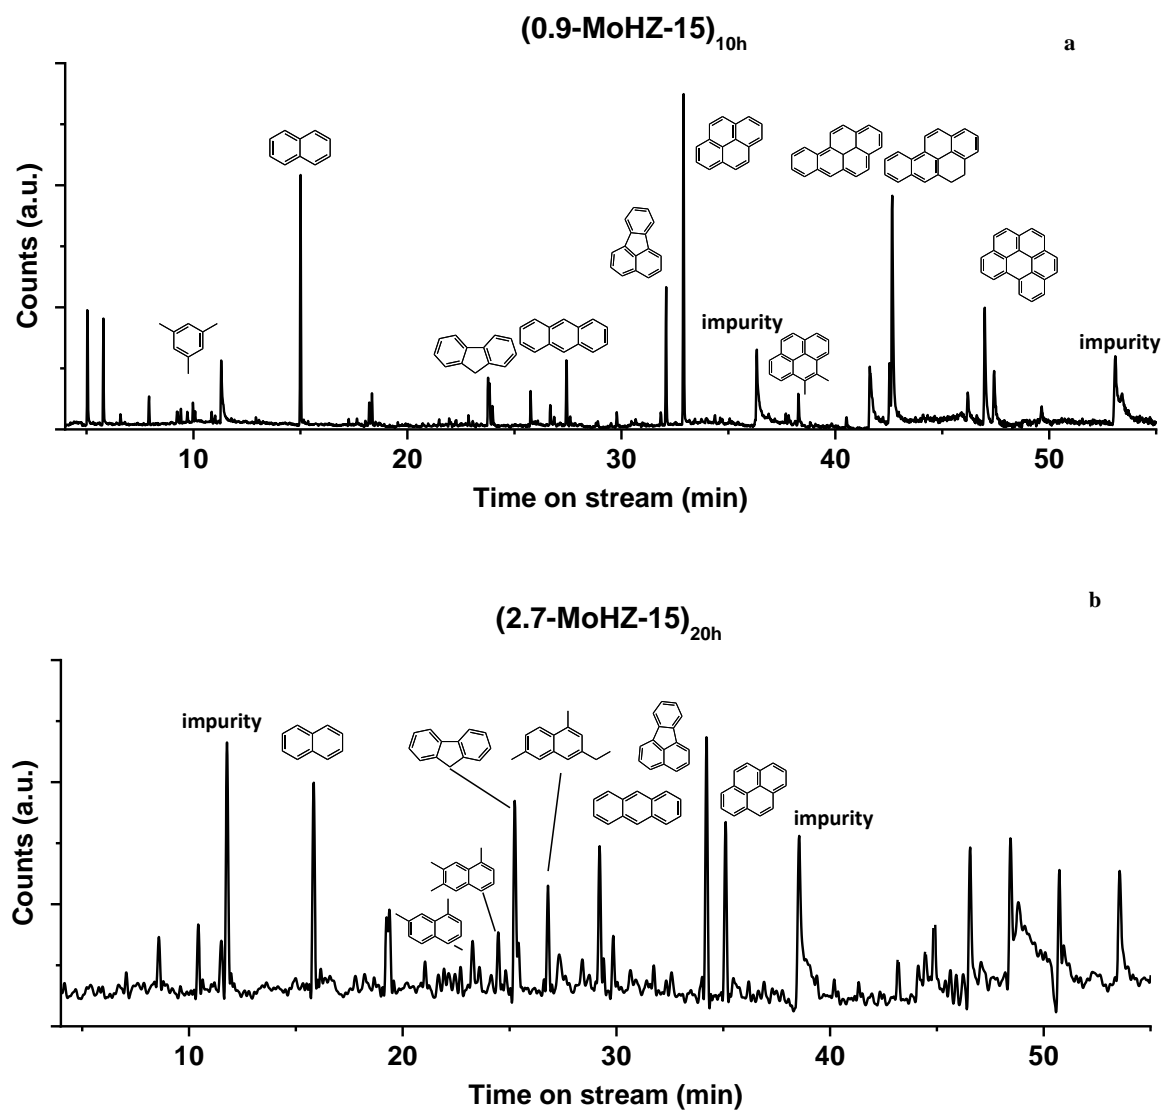 (0.9-MoHZ-15)10h
a
Counts (a.u.)
impurity
impurity
10 20 30 40 50
Time on stream (min)
b
(2.7-MoHZ-15)20h
Counts (a.u.)
impurity
impurity
10 20 30 40 50
Time on stream (min)